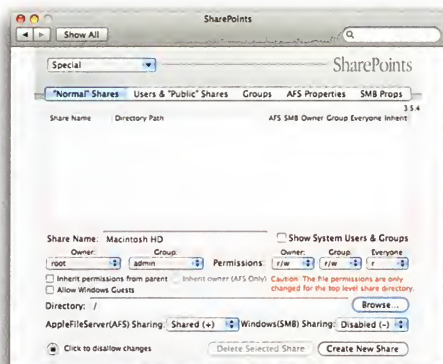 SharePoints
Show All
Special
SharePoints
"Normal" Shares Users & "Public" Shares Groups AFS Properties SMB Props
3.5.4
Share Name Directory Path AFS SMB Owner Group Everyone Inherit
Share Name: Macintosh HD Show System Users & Groups
Owner: Group: Owner: Group: Everyone
root admin Permissions: r/w r/w r
Inherit permissions from parent Inherit owner (AFS Only) Caution: The file permissions are only
Allow Windows Guests changed for the top level share directory.
Directory: / Browse...
AppleFileServer(AFS) Sharing: Shared (+) Windows(SMB) Sharing: Disabled (-)
Click to disallow changes Delete Selected Share Create New Share